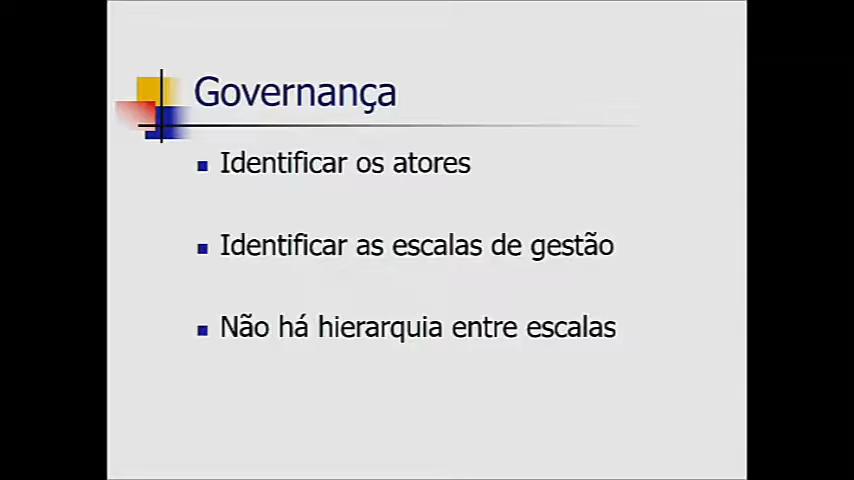 Governança
Identificar os atores
Identificar as escalas de gestão
Não há hierarquia entre escalas